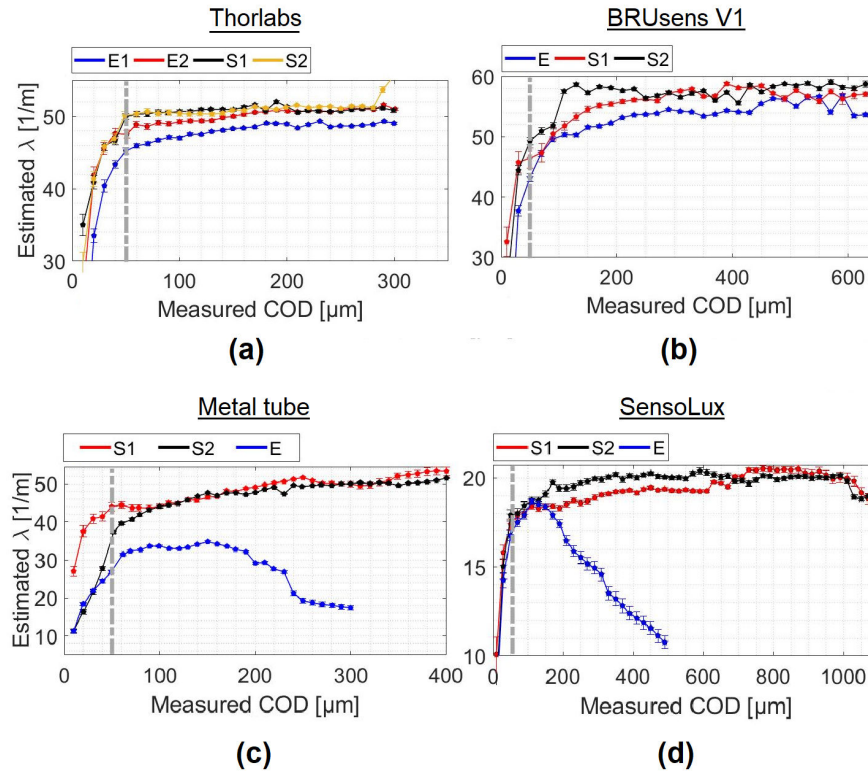 Thorlabs
E1 E2 S1 S2
Estimated λ [1/m]
50
40
30
0 100 200 300
Measured COD [µm]
(a)
BRUsens V1
E S1 S2
60
50
40
30
0 200 400 600
Measured COD [µm]
(b)
Metal tube
S1 S2 E
Estimated λ [1/m]
50
40
30
20
10
0 100 200 300 400
Measured COD [µm]
(c)
SensoLux
S1 S2 E
20
15
10
0 200 400 600 800 1000
Measured COD [µm]
(d)